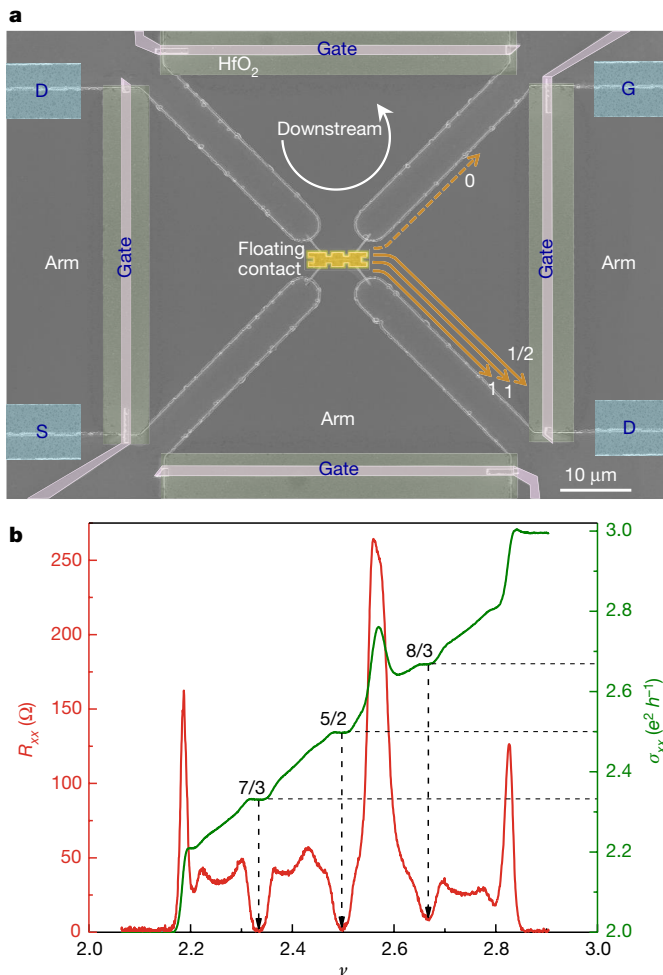 a
Gate
HfO₂
D
G
Downstream
0
Arm
Gate
Floating
contact
Gate
Arm
1/2
1 1
S
Arm
D
Gate
10 μm
b
250
200
150
100
50
0
R_xx (Ω)
3.0
2.8
2.6
2.4
2.2
2.0
σ_xx (e² h⁻¹)
8/3
5/2
7/3
2.0 2.2 2.4 2.6 2.8 3.0
ν